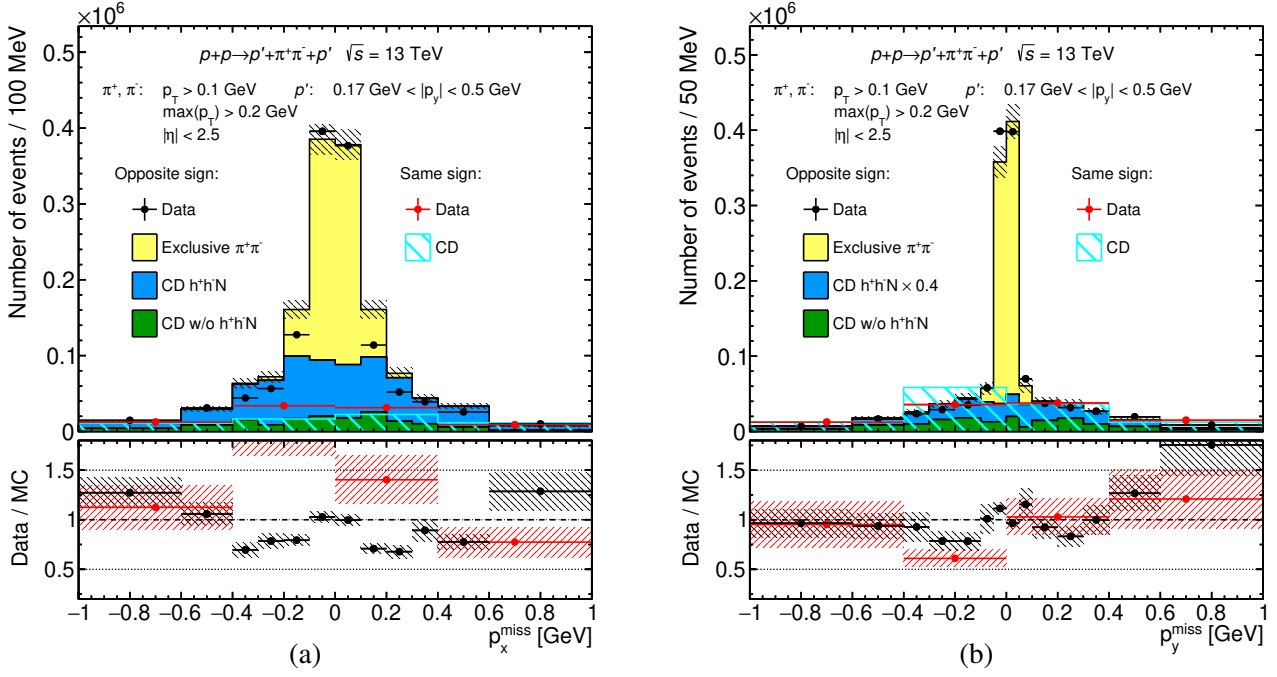 ×10⁶
Number of events / 100 MeV
0.5
0.4
0.3
0.2
0.1
0
p+p→p′+π⁺π⁻+p′ √s = 13 TeV
π⁺, π⁻: p_T > 0.1 GeV p′: 0.17 GeV < |p_y| < 0.5 GeV
max(p_T) > 0.2 GeV
|η| < 2.5
Opposite sign: Same sign:
Data Data
Exclusive π⁺π⁻ CD
CD h⁺h⁻N
CD w/o h⁺h⁻N
Data / MC
1.5
1
0.5
−1 −0.8 −0.6 −0.4 −0.2 0 0.2 0.4 0.6 0.8 1
p_x^miss [GeV]
(a)
×10⁶
Number of events / 50 MeV
0.5
0.4
0.3
0.2
0.1
0
p+p→p′+π⁺π⁻+p′ √s = 13 TeV
π⁺, π⁻: p_T > 0.1 GeV p′: 0.17 GeV < |p_y| < 0.5 GeV
max(p_T) > 0.2 GeV
|η| < 2.5
Opposite sign: Same sign:
Data Data
Exclusive π⁺π⁻ CD
CD h⁺h⁻N × 0.4
CD w/o h⁺h⁻N
Data / MC
1.5
1
0.5
−1 −0.8 −0.6 −0.4 −0.2 0 0.2 0.4 0.6 0.8 1
p_y^miss [GeV]
(b)